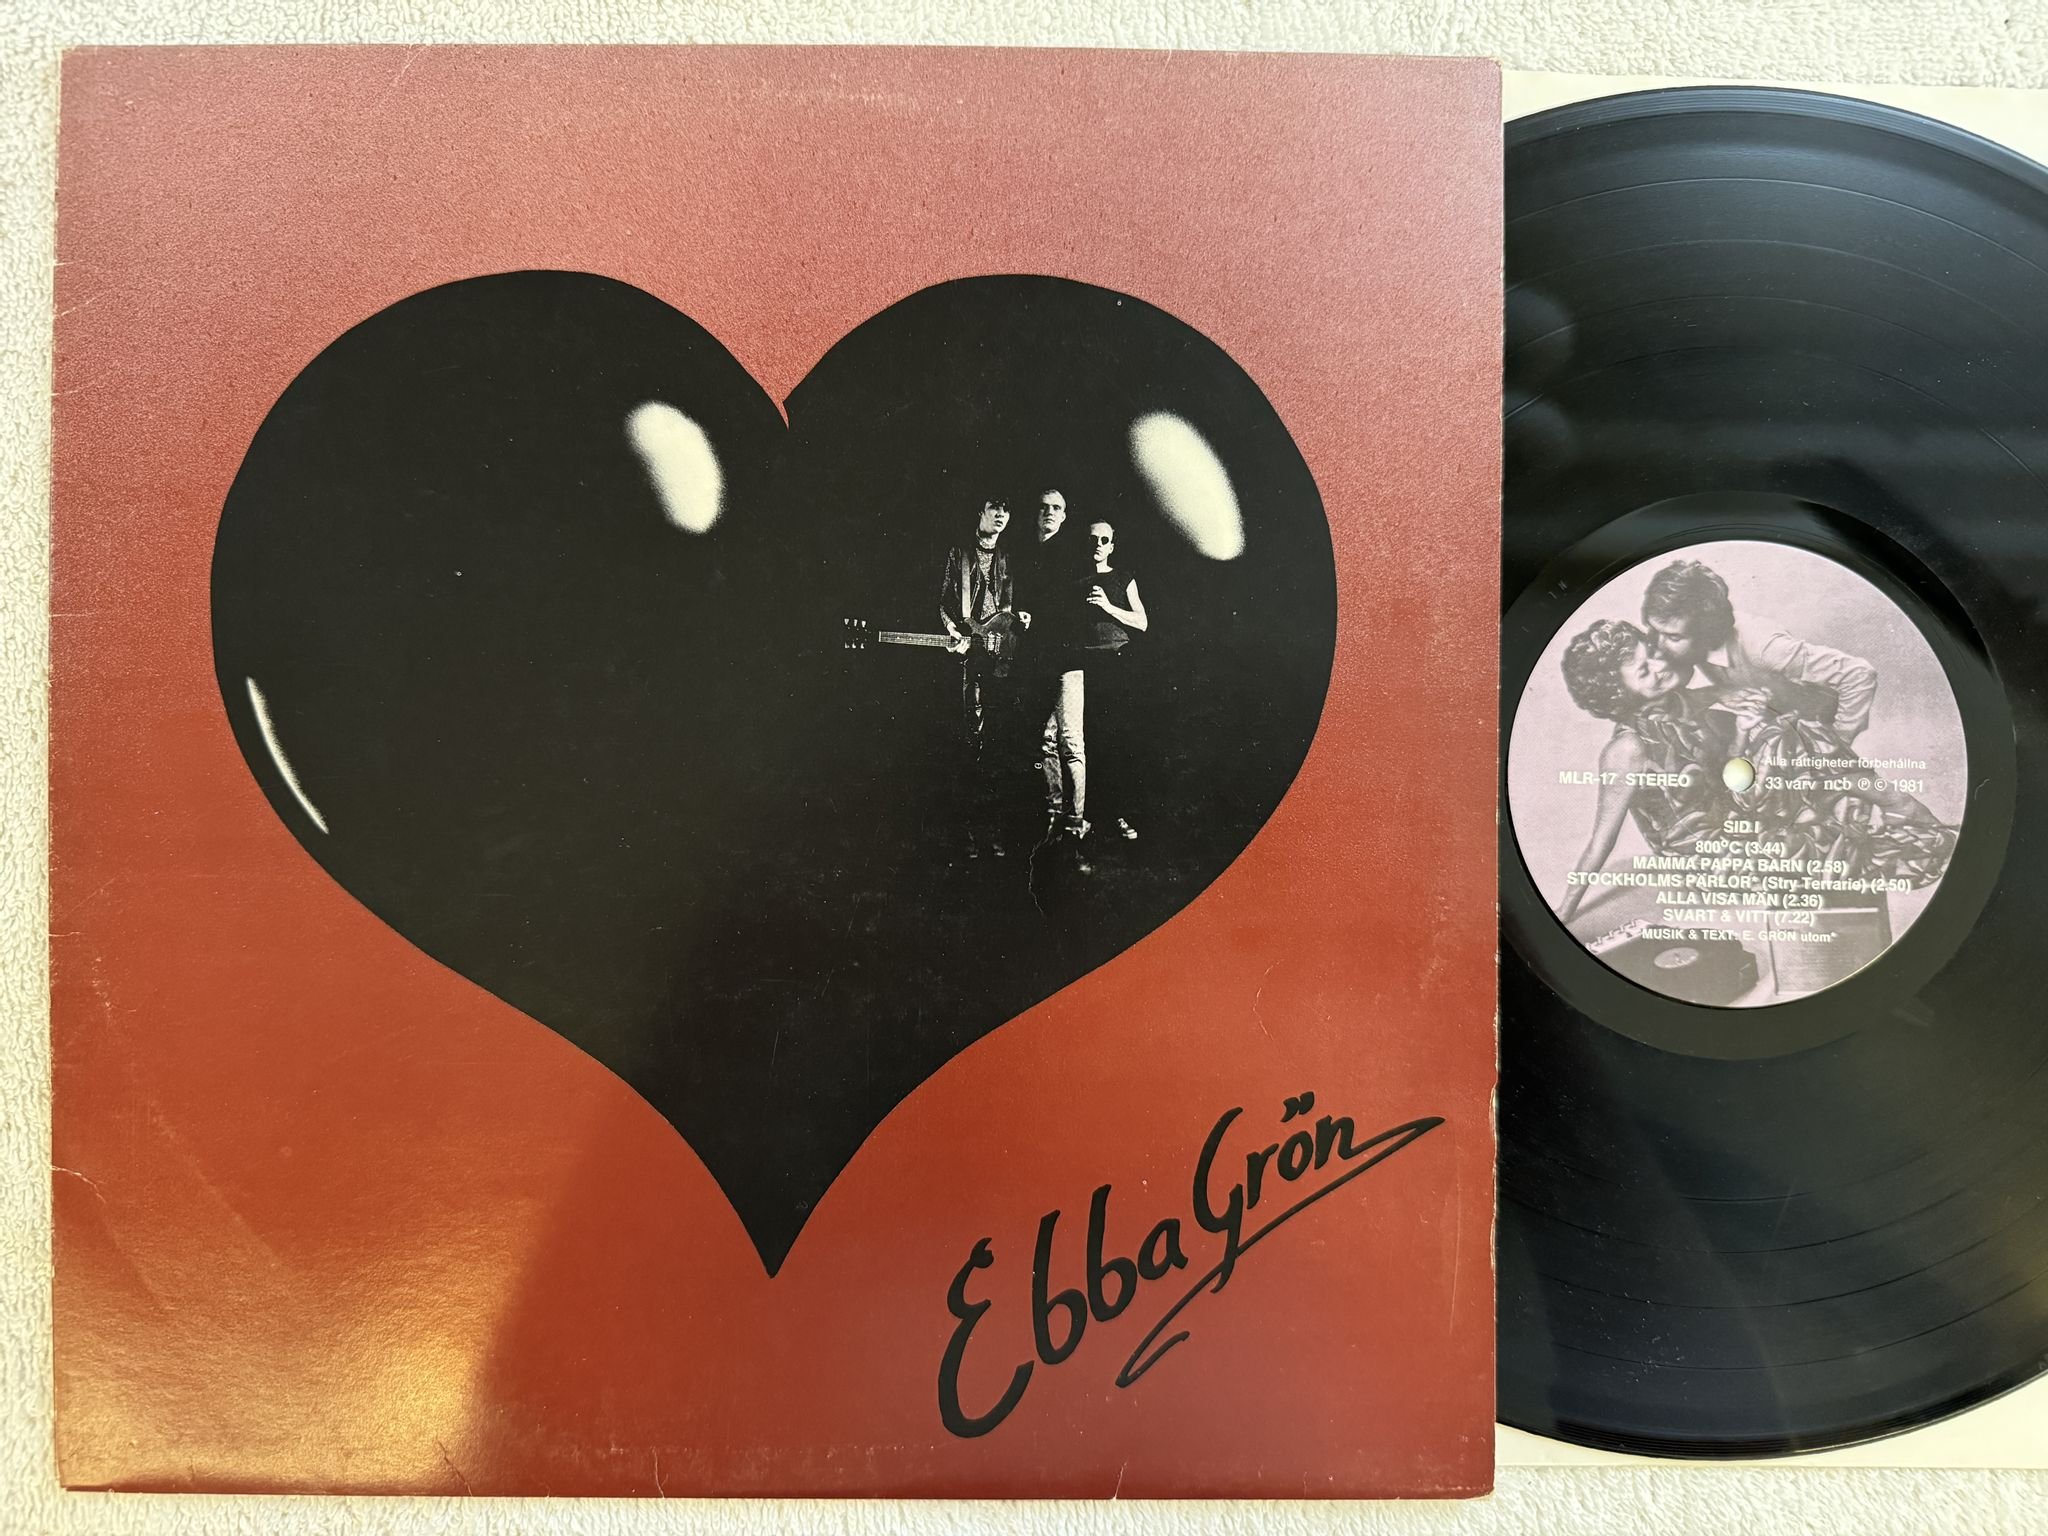 Ebba Grön
Alla rättigheter förbehållna
MLR-17 STEREO 33 varv ncb Ⓟ © 1981
SID I
800°C (3.44)
MAMMA PAPPA BARN (2.58)
STOCKHOLMS PÄRLOR* (Stry Terrarie) (2.50)
ALLA VISA MÄN (2.36)
SVART & VITT (7.22)
MUSIK & TEXT: E. GRÖN utom*